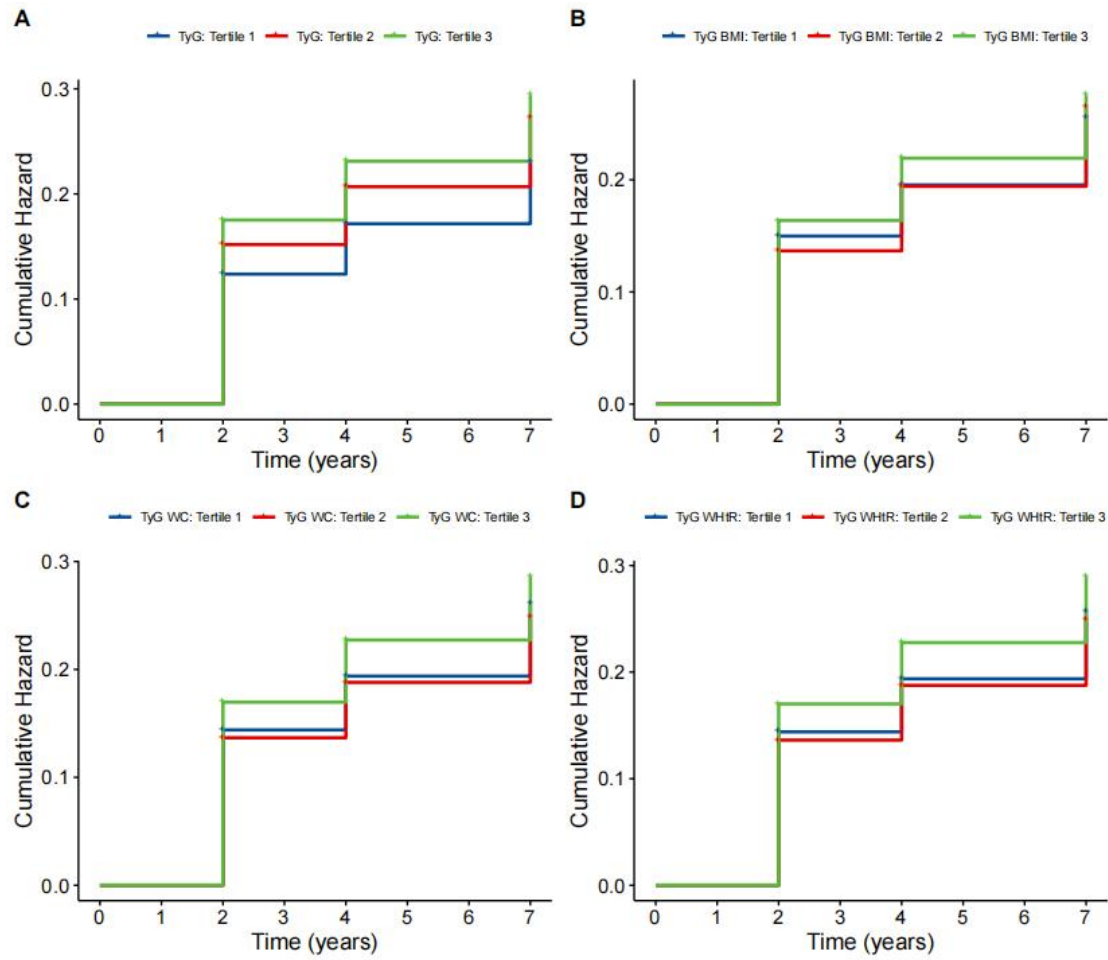 A
TyG: Tertile 1 TyG: Tertile 2 TyG: Tertile 3
Cumulative Hazard
0.3
0.2
0.1
0.0
0 1 2 3 4 5 6 7
Time (years)
B
TyG BMI: Tertile 1 TyG BMI: Tertile 2 TyG BMI: Tertile 3
Cumulative Hazard
0.2
0.1
0.0
0 1 2 3 4 5 6 7
Time (years)
C
TyG WC: Tertile 1 TyG WC: Tertile 2 TyG WC: Tertile 3
Cumulative Hazard
0.3
0.2
0.1
0.0
0 1 2 3 4 5 6 7
Time (years)
D
TyG WHtR: Tertile 1 TyG WHtR: Tertile 2 TyG WHtR: Tertile 3
Cumulative Hazard
0.3
0.2
0.1
0.0
0 1 2 3 4 5 6 7
Time (years)